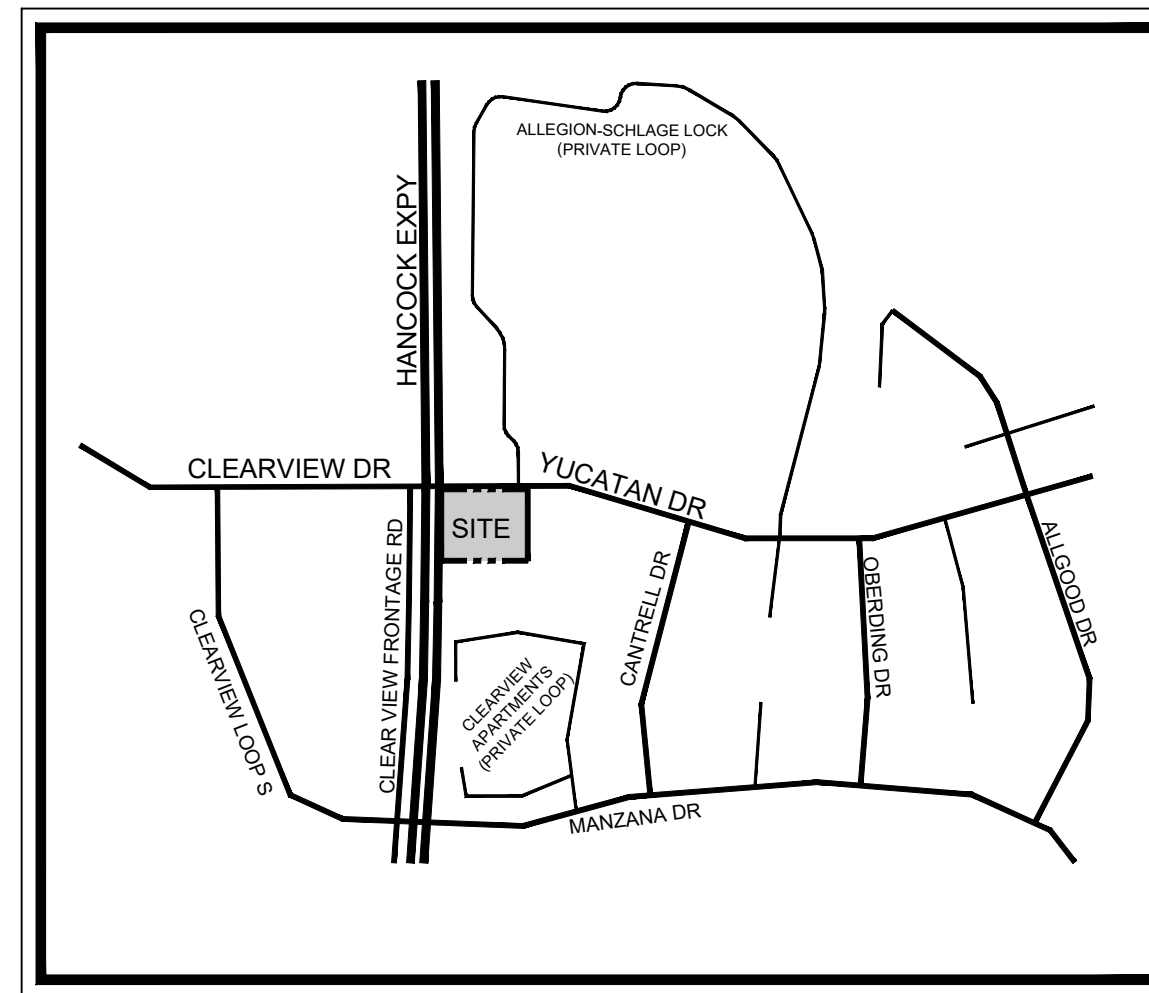 ALLEGION-SCHLAGE LOCK
(PRIVATE LOOP)
HANCOCK EXPY
CLEARVIEW DR
YUCATAN DR
SITE
CLEAR VIEW FRONTAGE RD
CLEARVIEW LOOP S
CANTRELL DR
OBERDING DR
ALLGOOD DR
CLEARVIEW
APARTMENTS
(PRIVATE LOOP)
MANZANA DR